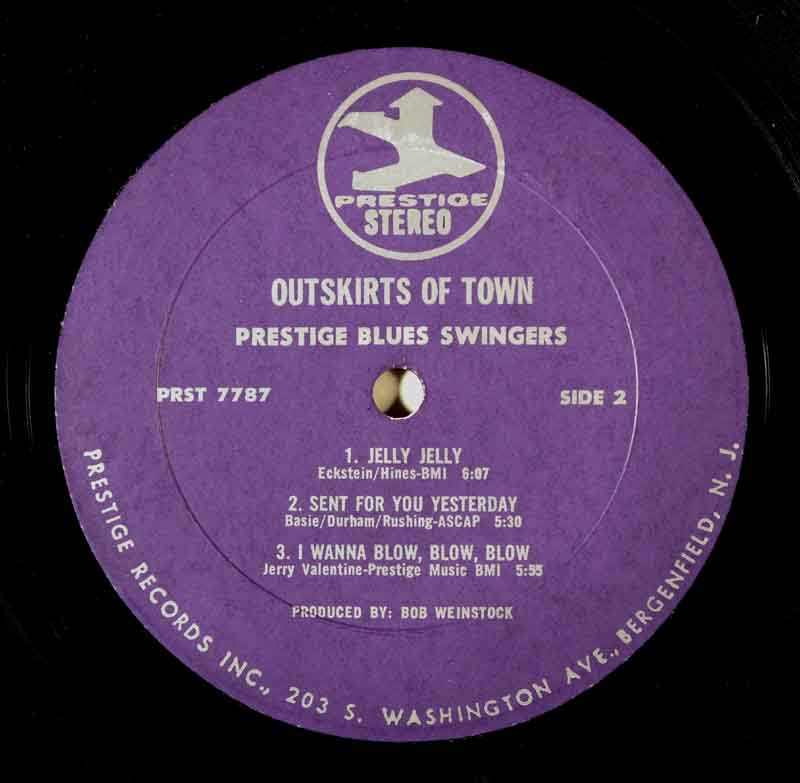 PRESTIGE
STEREO
OUTSKIRTS OF TOWN
PRESTIGE BLUES SWINGERS
PRST 7787
SIDE 2
1. JELLY JELLY
Eckstein/Hines-BMI 6:07
2. SENT FOR YOU YESTERDAY
Basie/Durham/Rushing-ASCAP 5:30
3. I WANNA BLOW, BLOW, BLOW
Jerry Valentine-Prestige Music BMI 5:55
PRODUCED BY: BOB WEINSTOCK
PRESTIGE RECORDS INC., 203 S. WASHINGTON AVE., BERGENFIELD, N. J.